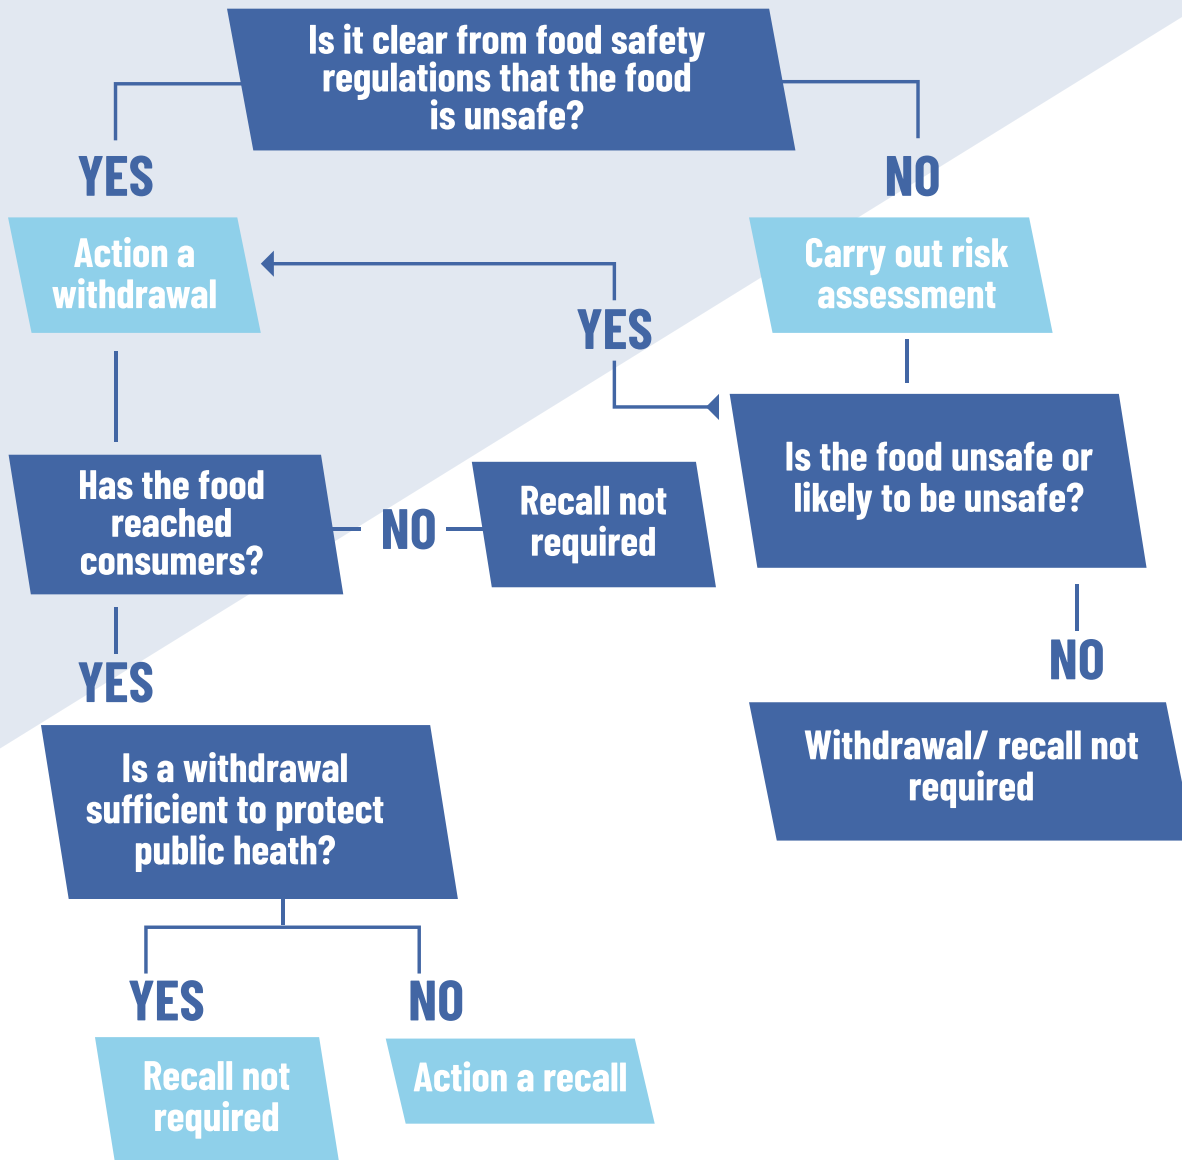 Is it clear from food safety
regulations that the food
is unsafe?
YES
NO
Action a
withdrawal
Carry out risk
assessment
YES
Is the food unsafe or
likely to be unsafe?
Has the food
reached
consumers?
NO
Recall not
required
NO
YES
Withdrawal/ recall not
required
Is a withdrawal
sufficient to protect
public heath?
YES
NO
Recall not
required
Action a recall